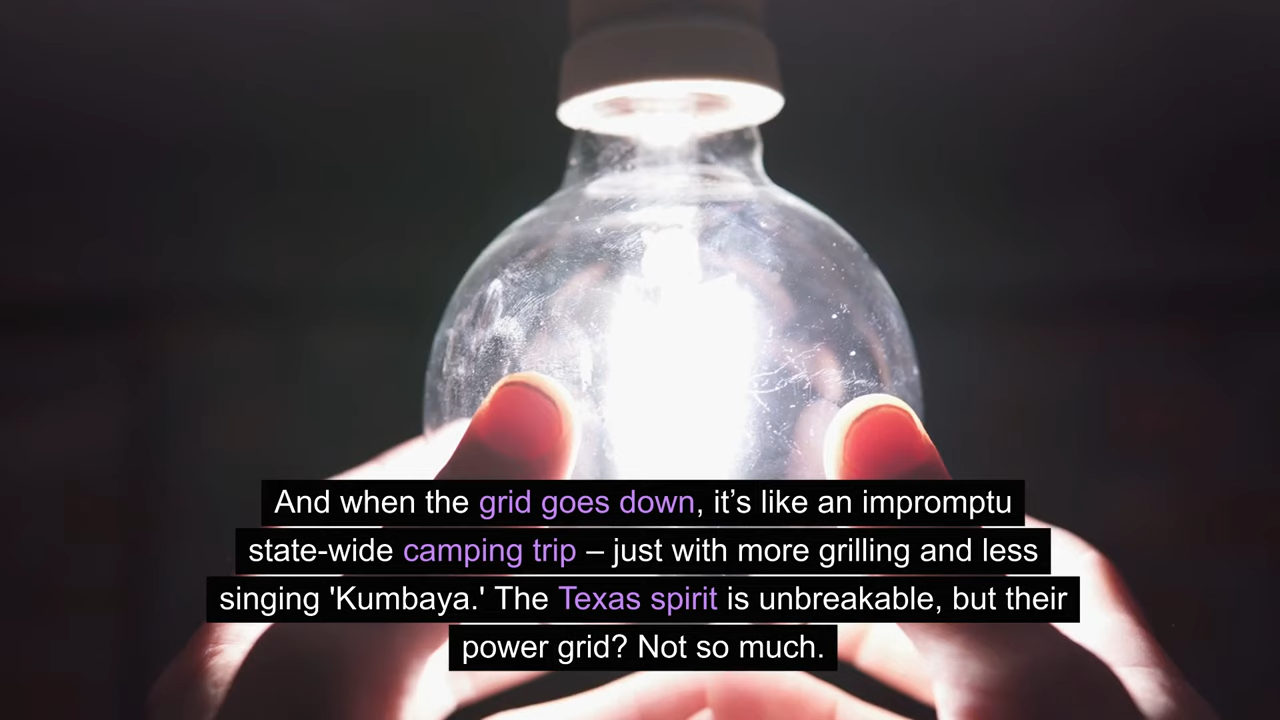 And when the grid goes down, it’s like an impromptu
state-wide camping trip – just with more grilling and less
singing 'Kumbaya.' The Texas spirit is unbreakable, but their
power grid? Not so much.